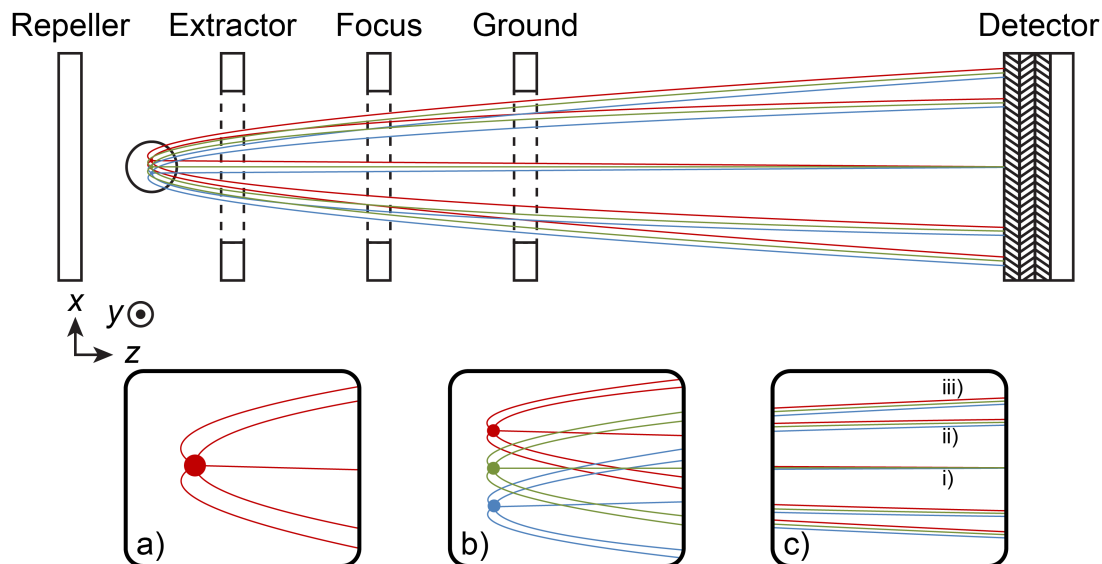 Repeller Extractor Focus Ground Detector
x
y
z
iii)
ii)
i)
a) b) c)